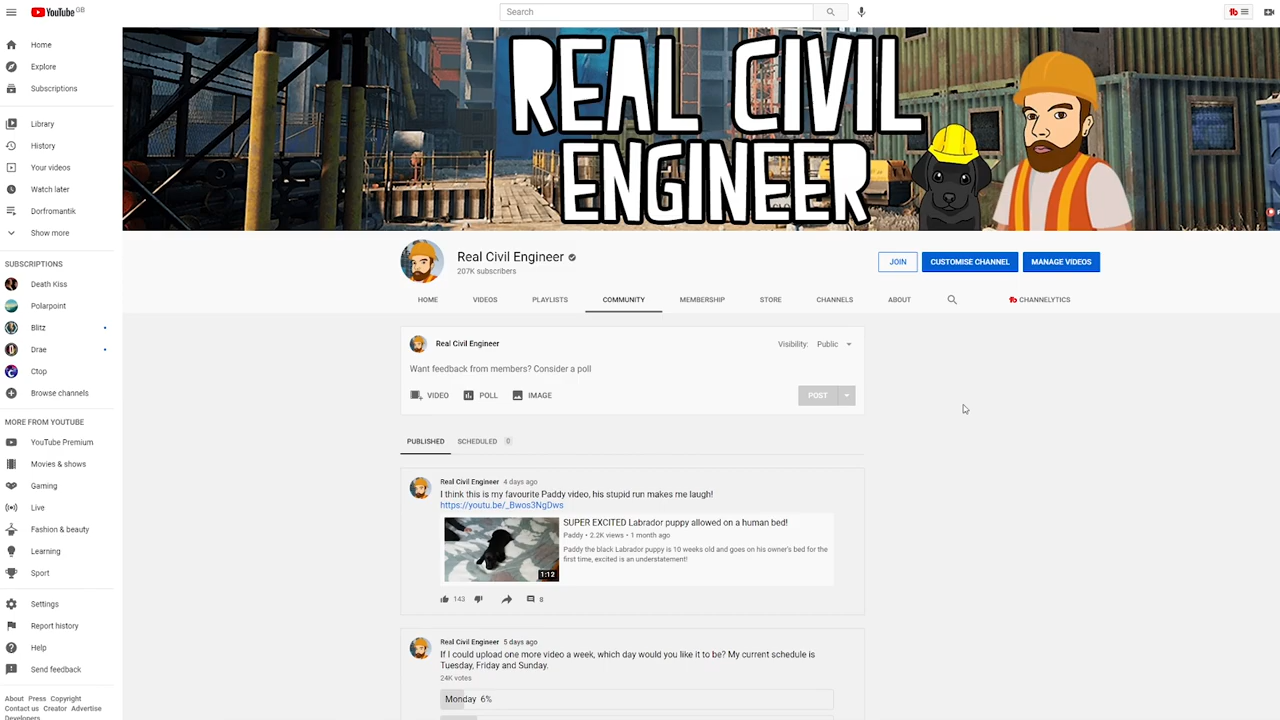 YouTube GB
Search
Home
Explore
Subscriptions
Library
History
Your videos
Watch later
Dorfromantik
Show more
SUBSCRIPTIONS
Death Kiss
Polarpoint
Blitz
Drae
Ctop
Browse channels
MORE FROM YOUTUBE
YouTube Premium
Movies & shows
Gaming
Live
Fashion & beauty
Learning
Sport
Settings
Report history
Help
Send feedback
About Press Copyright
Contact us Creator Advertise
Developers
REAL CIVIL
ENGINEER
Real Civil Engineer
207K subscribers
JOIN
CUSTOMISE CHANNEL
MANAGE VIDEOS
HOME VIDEOS PLAYLISTS COMMUNITY MEMBERSHIP STORE CHANNELS ABOUT CHANNELYTICS
Real Civil Engineer
Visibility: Public
Want feedback from members? Consider a poll
VIDEO POLL IMAGE
POST
PUBLISHED SCHEDULED 0
Real Civil Engineer 4 days ago
I think this is my favourite Paddy video, his stupid run makes me laugh!
https://youtu.be/_Bwos3NgDws
SUPER EXCITED Labrador puppy allowed on a human bed!
Paddy • 2.2K views • 1 month ago
Paddy the black Labrador puppy is 10 weeks old and goes on his owner's bed for the
first time, excited is an understatement!
1:12
143 8
Real Civil Engineer 5 days ago
If I could upload one more video a week, which day would you like it to be? My current schedule is
Tuesday, Friday and Sunday.
24K votes
Monday 6%